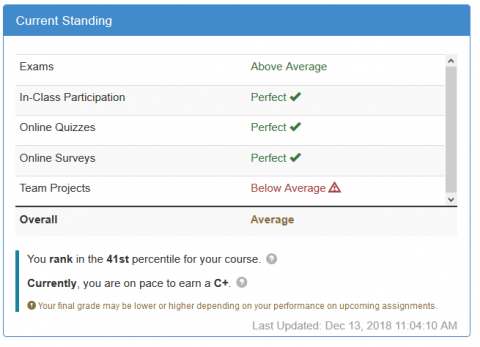 Current Standing
Exams Above Average
In-Class Participation Perfect ✔
Online Quizzes Perfect ✔
Online Surveys Perfect ✔
Team Projects Below Average
Overall Average
You rank in the 41st percentile for your course.
Currently, you are on pace to earn a C+.
Your final grade may be lower or higher depending on your performance on upcoming assignments.
Last Updated: Dec 13, 2018 11:04:10 AM